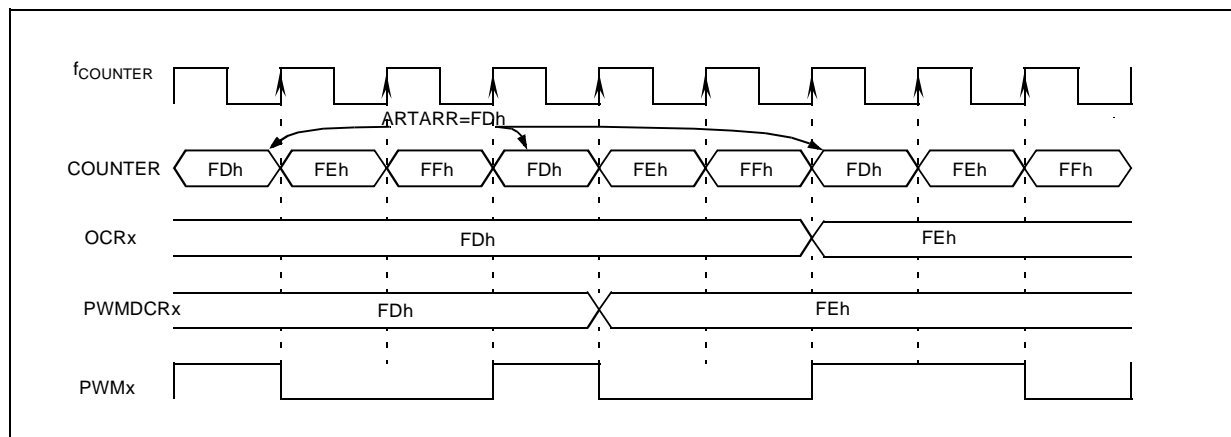 fCOUNTER
ARTARR=FDh
COUNTER FDh FEh FFh FDh FEh FFh FDh FEh FFh
OCRx FDh FEh
PWMDCRx FDh FEh
PWMx